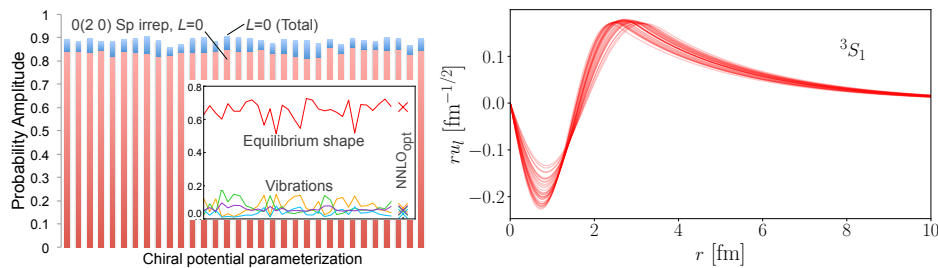 0(2 0) Sp irrep, L=0
L=0 (Total)
Probability Amplitude
1
0.9
0.8
0.7
0.6
0.5
0.4
0.3
0.2
0.1
0
0.8
0.6
0.4
0.2
0.0
Equilibrium shape
Vibrations
NNLOopt
Chiral potential parameterization
³S₁
ruₗ [fm⁻¹/²]
0.1
0.0
−0.1
−0.2
0 2 4 6 8 10
r [fm]